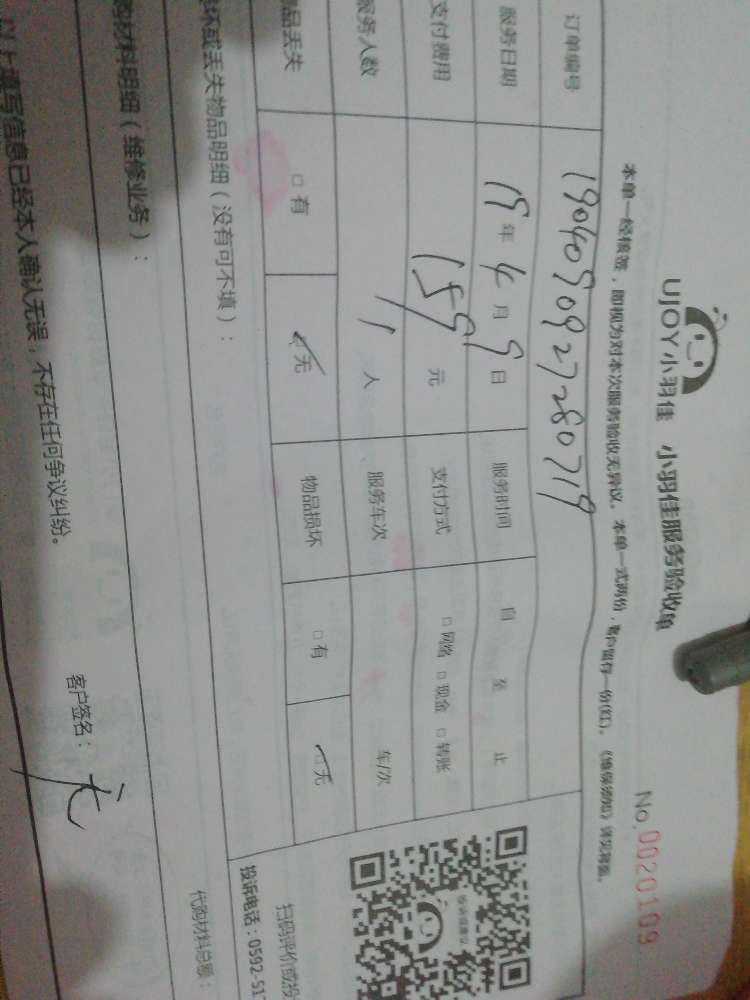 UJOY小羽佳 小羽佳服务验收单
No.0020109
本单一经核签，即视为对本次服务验收无异议。本单一式两份，客户留存一份(红)。《维保须知》详见背面。
订单编号 1904090927280719
服务日期 19年4月9日 服务时间 自 至 止
支付费用 159元 支付方式 □网络 □现金 □转账
服务人数 1人 服务车次 车/次
物品丢失 □有 □无 物品损坏 □有 □无
坏或丢失物品明细（没有可不填）：
扫码评价或投
投诉电话：0592-51
材料明细（维修业务）：
代购材料总额：
以上填写信息已经本人确认无误，不存在任何争议纠纷。
客户签名：